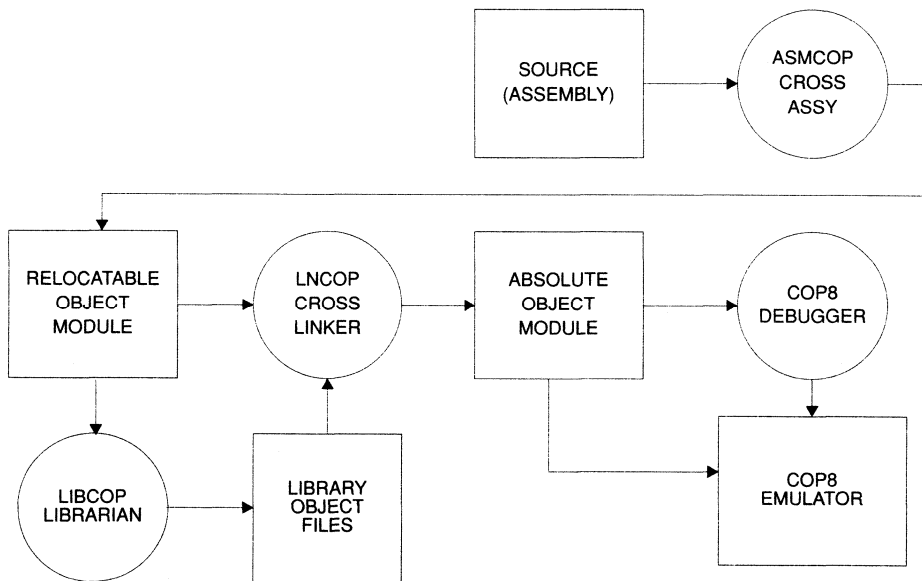 SOURCE
(ASSEMBLY)
ASMCOP
CROSS
ASSY
RELOCATABLE
OBJECT
MODULE
LNCOP
CROSS
LINKER
ABSOLUTE
OBJECT
MODULE
COP8
DEBUGGER
LIBCOP
LIBRARIAN
LIBRARY
OBJECT
FILES
COP8
EMULATOR